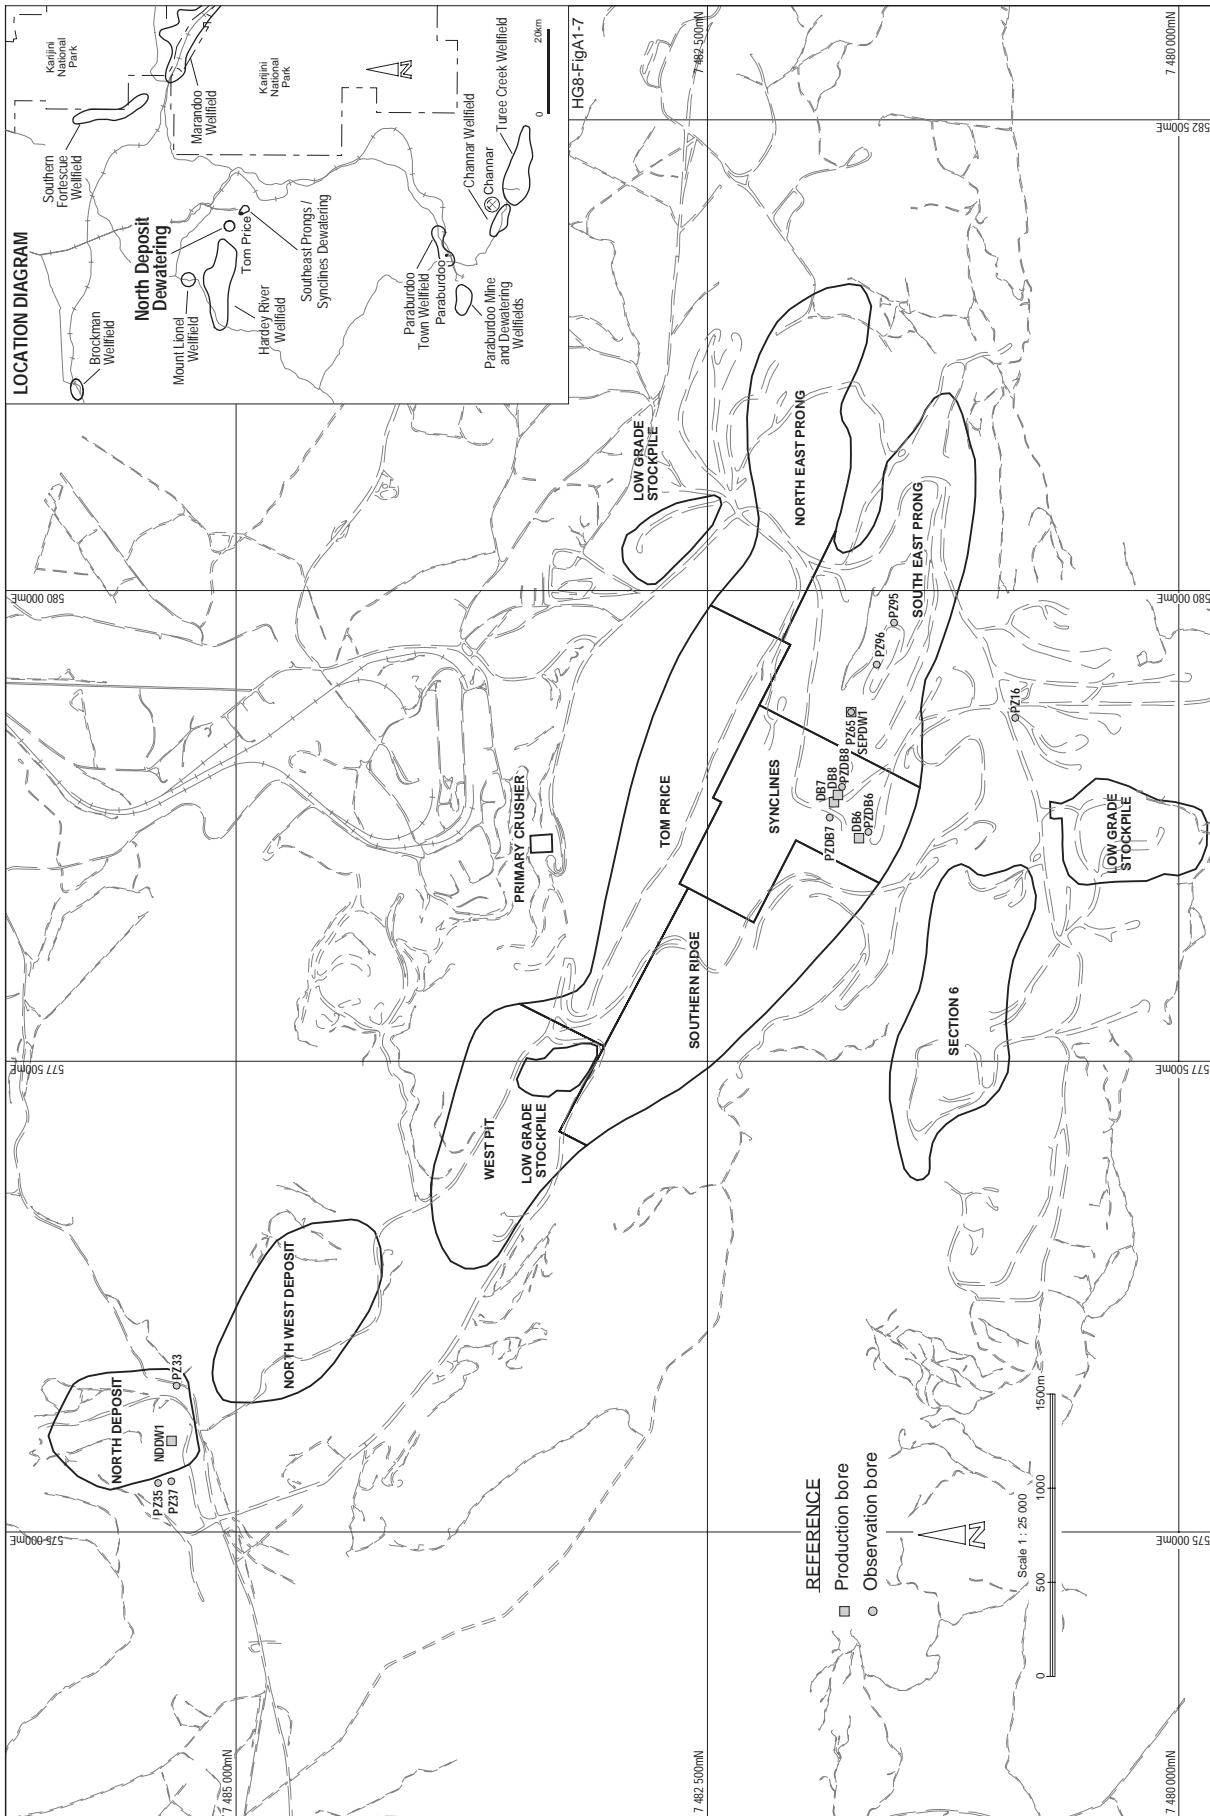 LOCATION DIAGRAM
Karijini
National
Park
Karijini
National
Park
Southern
Fortescue
Wellfield
Marandoo
Wellfield
Brockman
Wellfield
North Deposit
Dewatering
Mount Lionel
Wellfield
Tom Price
Hardey River
Wellfield
Southeast Prongs /
Synclines Dewatering
Paraburdoo
Town Wellfield
Paraburdoo
Paraburdoo Mine
and Dewatering
Wellfields
Channar Wellfield
Channar
Turee Creek Wellfield
N
0
20km
HG8-FigA1-7
7 485 000mN
7 482 500mN
7 482 500mN
7 480 000mN
7 480 000mN
575 000mE
575 000mE
577 500mE
577 500mE
580 000mE
580 000mE
582 500mE
NORTH DEPOSIT
PZ33
NDDW1
PZ35
PZ37
NORTH WEST DEPOSIT
WEST PIT
LOW GRADE
STOCKPILE
PRIMARY CRUSHER
TOM PRICE
SOUTHERN RIDGE
SYNCLINES
LOW GRADE
STOCKPILE
NORTH EAST PRONG
SOUTH EAST PRONG
PZ95
PZ96
PZ65
SEPDW1
DB7
DB8
PZDB8
PZDB7
DB6
PZDB6
PZ16
SECTION 6
LOW GRADE
STOCKPILE
REFERENCE
Production bore
Observation bore
N
Scale 1 : 25 000
0
500
1000
1500m